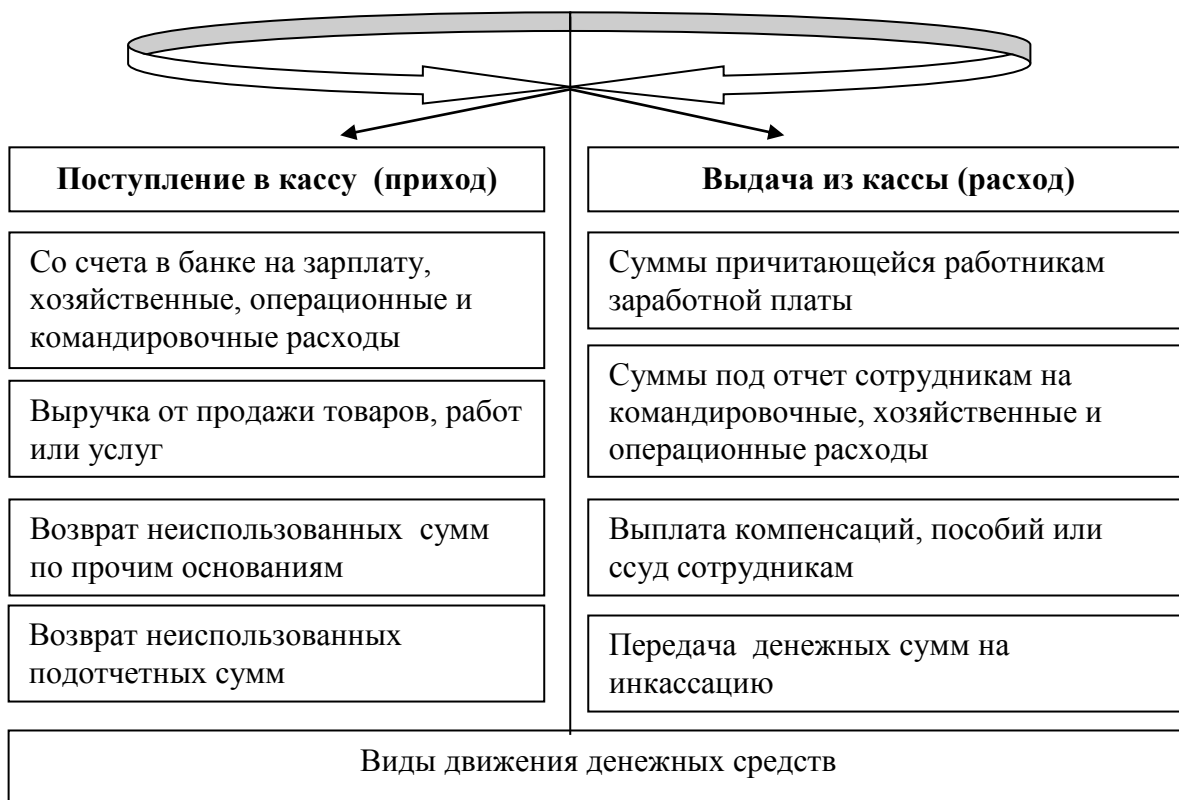 Поступление в кассу (приход)
Со счета в банке на зарплату,
хозяйственные, операционные и
командировочные расходы
Выручка от продажи товаров, работ
или услуг
Возврат неиспользованных сумм
по прочим основаниям
Возврат неиспользованных
подотчетных сумм
Выдача из кассы (расход)
Суммы причитающейся работникам
заработной платы
Суммы под отчет сотрудникам на
командировочные, хозяйственные и
операционные расходы
Выплата компенсаций, пособий или
ссуд сотрудникам
Передача денежных сумм на
инкассацию
Виды движения денежных средств